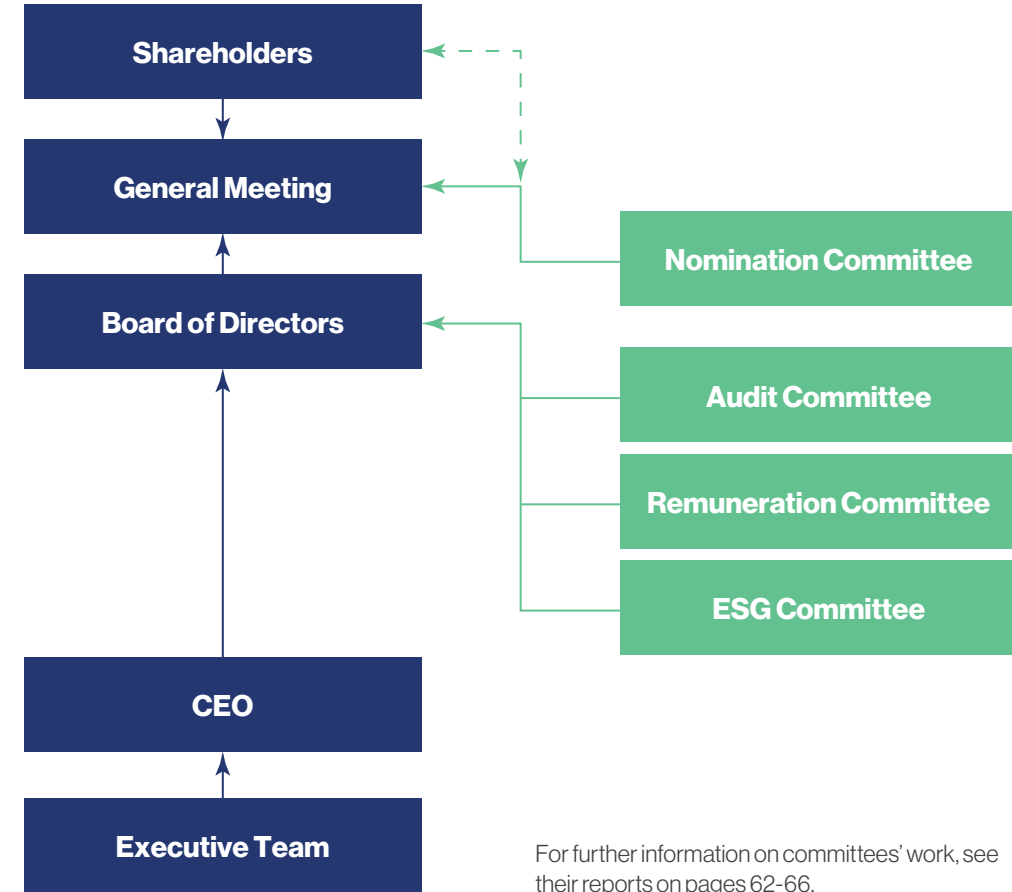 Shareholders
General Meeting
Nomination Committee
Board of Directors
Audit Committee
Remuneration Committee
ESG Committee
CEO
Executive Team
For further information on committees' work, see
their reports on pages 62-66.